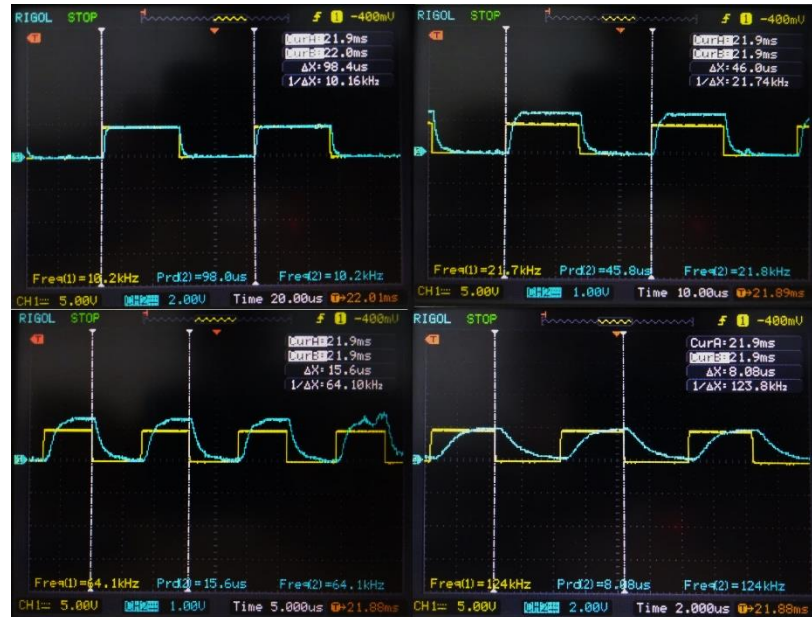 RIGOL STOP 1 -400mV
T
CurA:21.9ms
CurB:22.0ms
ΔX:98.4us
1/ΔX:10.16kHz
Freq(1)=10.2kHz Prd(2)=98.0us Freq(2)=10.2kHz
CH1 5.00V CH2 2.00V Time 20.00us T→22.01ms
RIGOL STOP 1 -400mV
T
CurA:21.9ms
CurB:21.9ms
ΔX:46.0us
1/ΔX:21.74kHz
Freq(1)=21.7kHz Prd(2)=45.8us Freq(2)=21.8kHz
CH1 5.00V CH2 1.00V Time 10.00us T→21.89ms
RIGOL STOP 1 -400mV
T
CurA:21.9ms
CurB:21.9ms
ΔX:15.6us
1/ΔX:64.10kHz
Freq(1)=64.1kHz Prd(2)=15.6us Freq(2)=64.1kHz
CH1 5.00V CH2 1.00V Time 5.000us T→21.88ms
RIGOL STOP 1 -400mV
T
CurA:21.9ms
CurB:21.9ms
ΔX:8.08us
1/ΔX:123.8kHz
Freq(1)=124kHz Prd(2)=8.08us Freq(2)=124kHz
CH1 5.00V CH2 2.00V Time 2.000us T→21.88ms